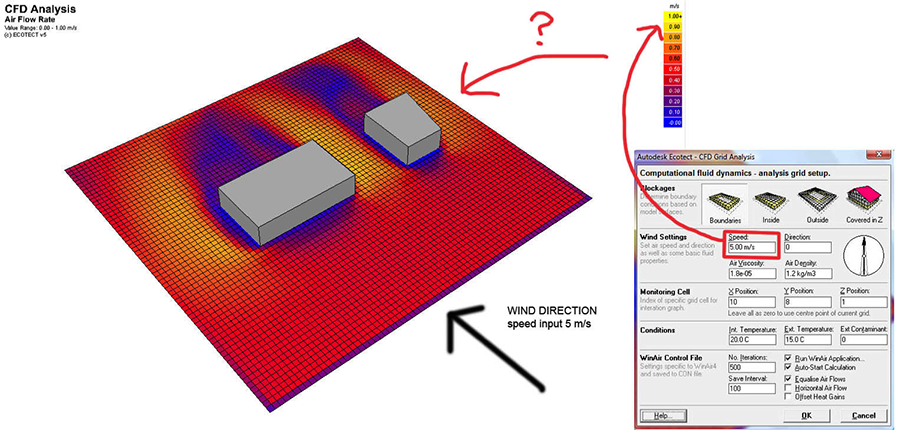 CFD Analysis
Air Flow Rate
Value Range: 0.00 - 1.00 m/s
(c) ECOTECT v5
?
m/s
1.00+
0.90
0.80
0.70
0.60
0.50
0.40
0.30
0.20
0.10
-0.00
WIND DIRECTION
speed input 5 m/s
Autodesk Ecotect - CFD Grid Analysis
Computational fluid dynamics - analysis grid setup.
Blockages
Determine boundary
conditions based on
model surfaces.
Boundaries
Inside
Outside
Covered in Z
Wind Settings
Set air speed and direction
as well as some basic fluid
properties.
Speed:
Direction:
5.00 m/s
0
Air Viscosity:
Air Density:
1.8e-05
1.2 kg/m3
Monitoring Cell
Index of specific grid cell for
interation graph.
X Position:
Y Position:
Z Position:
10
8
1
Leave all as zero to use centre point of current grid.
Conditions
Int. Temperature:
Ext. Temperature:
Ext Contaminant:
20.0 C
15.0 C
0
WinAir Control File
Settings specific to WinAir4
and saved to CON file.
No. Iterations:
500
Save Interval:
100
Run WinAir Application...
Auto-Start Calculation
Equalise Air Flows
Horizontal Air Flow
Offset Heat Gains
Help...
OK
Cancel